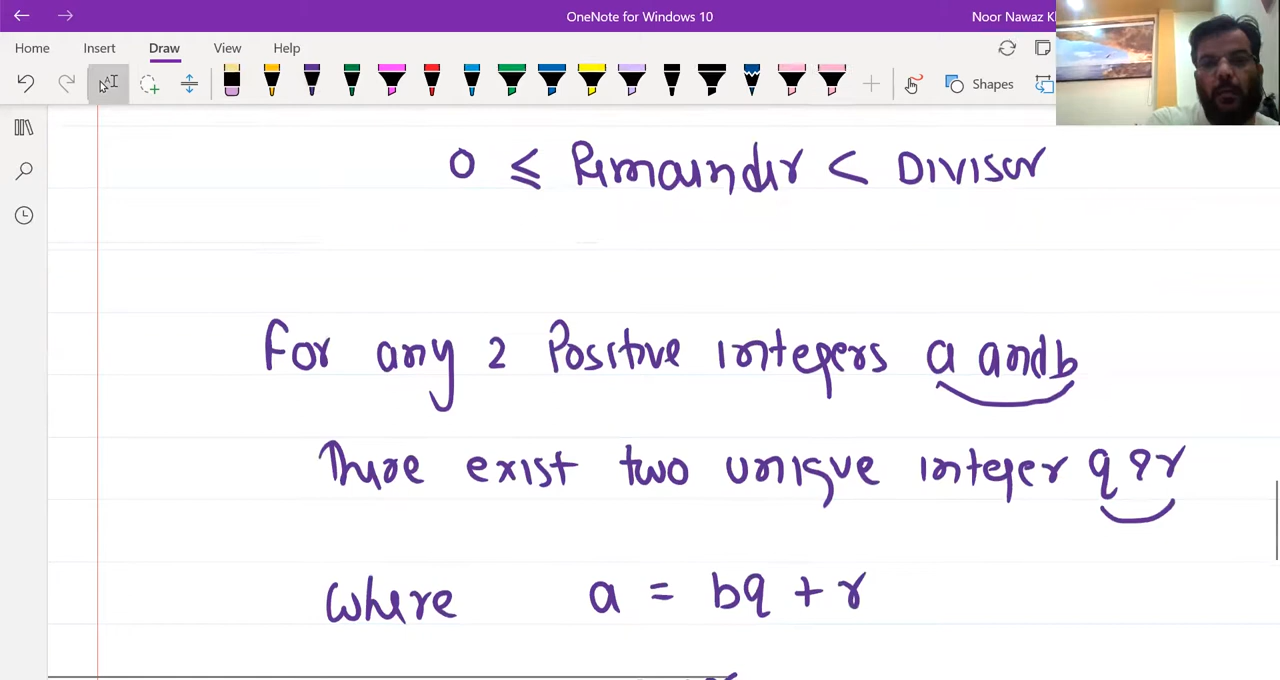 OneNote for Windows 10
Noor Nawaz K
Home Insert Draw View Help
Shapes
0 ≤ Remainder < Divisor
For any 2 Positive integers a and b
There exist two unique integer q & r
where a = bq + r